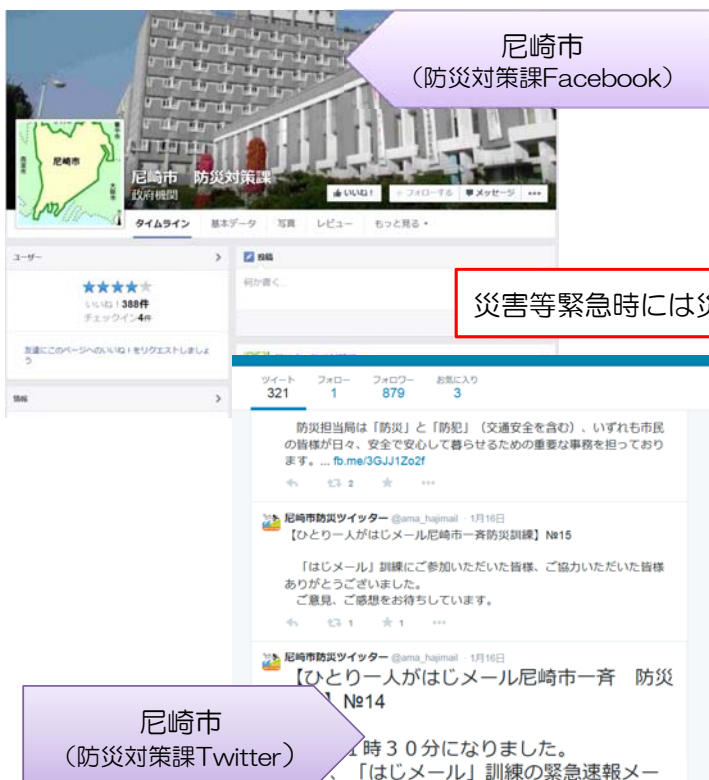 尼崎市
（防災対策課Facebook）
尼崎市
尼崎市 防災対策課
政府機関
いいね！
フォローする
メッセージ
タイムライン 基本データ 写真 レビュー もっと見る
ユーザー
投稿
何か書く...
いいね！388件
チェックイン4件
友達にこのページへのいいね！をリクエストしましょ
う
情報
災害等緊急時には
ツイート フォロー フォロワー お気に入り
321 1 879 3
防災担当局は「防災」と「防犯」（交通安全を含む）、いずれも市民
の皆様が日々、安全で安心して暮らせるための重要な事務を担っており
ます。... fb.me/3GJJ1Zo2f
2
尼崎市防災ツイッター @ama_hajimail · 1月16日
【ひとり一人がはじメール尼崎市一斉防災訓練】№15
「はじメール」訓練にご参加いただいた皆様、ご協力いただいた皆様
ありがとうございました。
ご意見、ご感想をお待ちしています。
1 1
尼崎市防災ツイッター @ama_hajimail · 1月16日
【ひとり一人がはじメール尼崎市一斉 防災
】№14
時３０分になりました。
、「はじメール」訓練の緊急速報メー
尼崎市
（防災対策課Twitter）